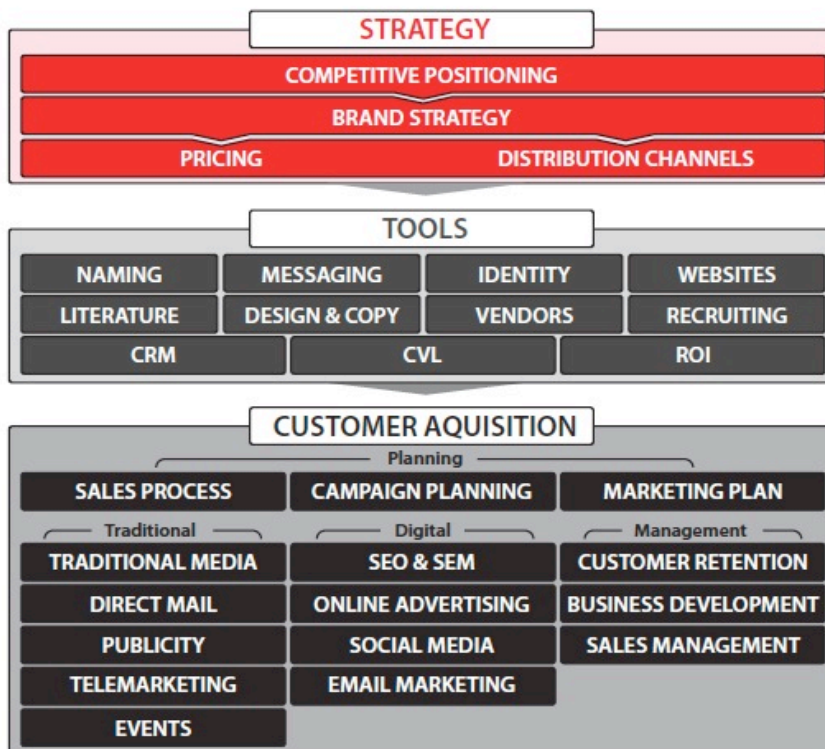 STRATEGY
COMPETITIVE POSITIONING
BRAND STRATEGY
PRICING DISTRIBUTION CHANNELS
TOOLS
NAMING MESSAGING IDENTITY WEBSITES
LITERATURE DESIGN & COPY VENDORS RECRUITING
CRM CVL ROI
CUSTOMER AQUISITION
Planning
SALES PROCESS CAMPAIGN PLANNING MARKETING PLAN
Traditional Digital Management
TRADITIONAL MEDIA SEO & SEM CUSTOMER RETENTION
DIRECT MAIL ONLINE ADVERTISING BUSINESS DEVELOPMENT
PUBLICITY SOCIAL MEDIA SALES MANAGEMENT
TELEMARKETING EMAIL MARKETING
EVENTS